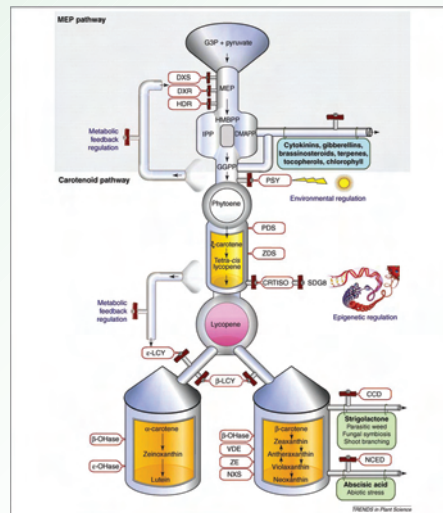 MEP pathway
G3P + pyruvate
DXS
DXR
HDR
MEP
HMBPP
IPP
DMAPP
GGPP
Metabolic
feedback
regulation
Cytokinins, gibberellins,
brassinosteroids, terpenes,
tocopherols, chlorophyll
Carotenoid pathway
PSY
Environmental regulation
Phytoene
PDS
ξ-carotene
ZDS
Tetra-cis
lycopene
CRTISO
SDG8
Epigenetic regulation
Metabolic
feedback
regulation
Lycopene
ε-LCY
β-LCY
CCD
Strigolactone
Parasitic weed
Fungal symbiosis
Shoot branching
α-carotene
β-OHase
Zeinoxanthin
ε-OHase
Lutein
β-carotene
β-OHase
Zeaxanthin
VDE
Antheraxanthin
ZE
Violaxanthin
NXS
Neoxanthin
NCED
Abscisic acid
Abiotic stress
TRENDS in Plant Science